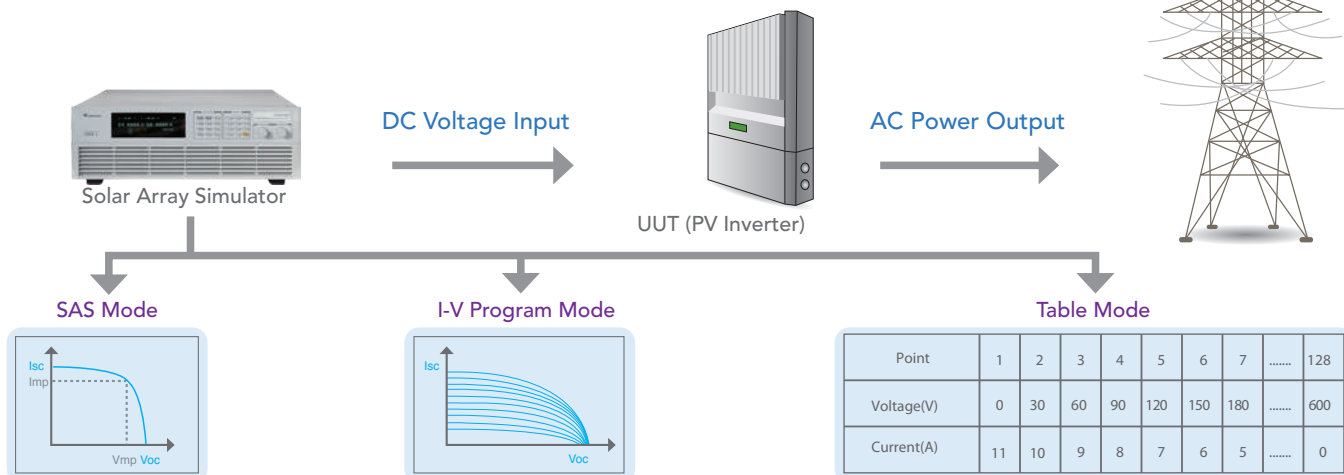 DC Voltage Input
AC Power Output
Solar Array Simulator
UUT (PV Inverter)
SAS Mode
I-V Program Mode
Table Mode
Isc
Imp
Vmp Voc
Isc
Voc
Point 1 2 3 4 5 6 7 ....... 128
Voltage(V) 0 30 60 90 120 150 180 ....... 600
Current(A) 11 10 9 8 7 6 5 ....... 0